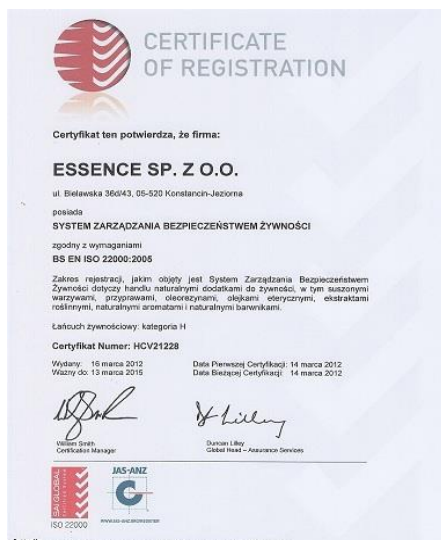 CERTIFICATE
OF REGISTRATION
Certyfikat ten potwierdza, że firma:
ESSENCE SP. Z O.O.
ul. Bielawska 36d/43, 05-520 Konstancin-Jeziorna
posiada
SYSTEM ZARZĄDZANIA BEZPIECZEŃSTWEM ŻYWNOŚCI
zgodny z wymaganiami
BS EN ISO 22000:2005
Zakres rejestracji, jakim objęty jest System Zarządzania Bezpieczeństwem
Żywności dotyczy handlu naturalnymi dodatkami do żywności, w tym suszonymi
warzywami, przyprawami, oleorezynami, olejkami eterycznymi, ekstraktami
roślinnymi, naturalnymi aromatami i naturalnymi barwnikami.
Łańcuch żywnościowy: kategoria H
Certyfikat Numer: HCV21228
Wydany: 16 marca 2012 Data Pierwszej Certyfikacji: 14 marca 2012
Ważny do: 13 marca 2015 Data Bieżącej Certyfikacji: 14 marca 2012
William Smith Duncan Lilley
Certification Manager Global Head – Assurance Services
SAI GLOBAL
JAS-ANZ
C
ISO 22000